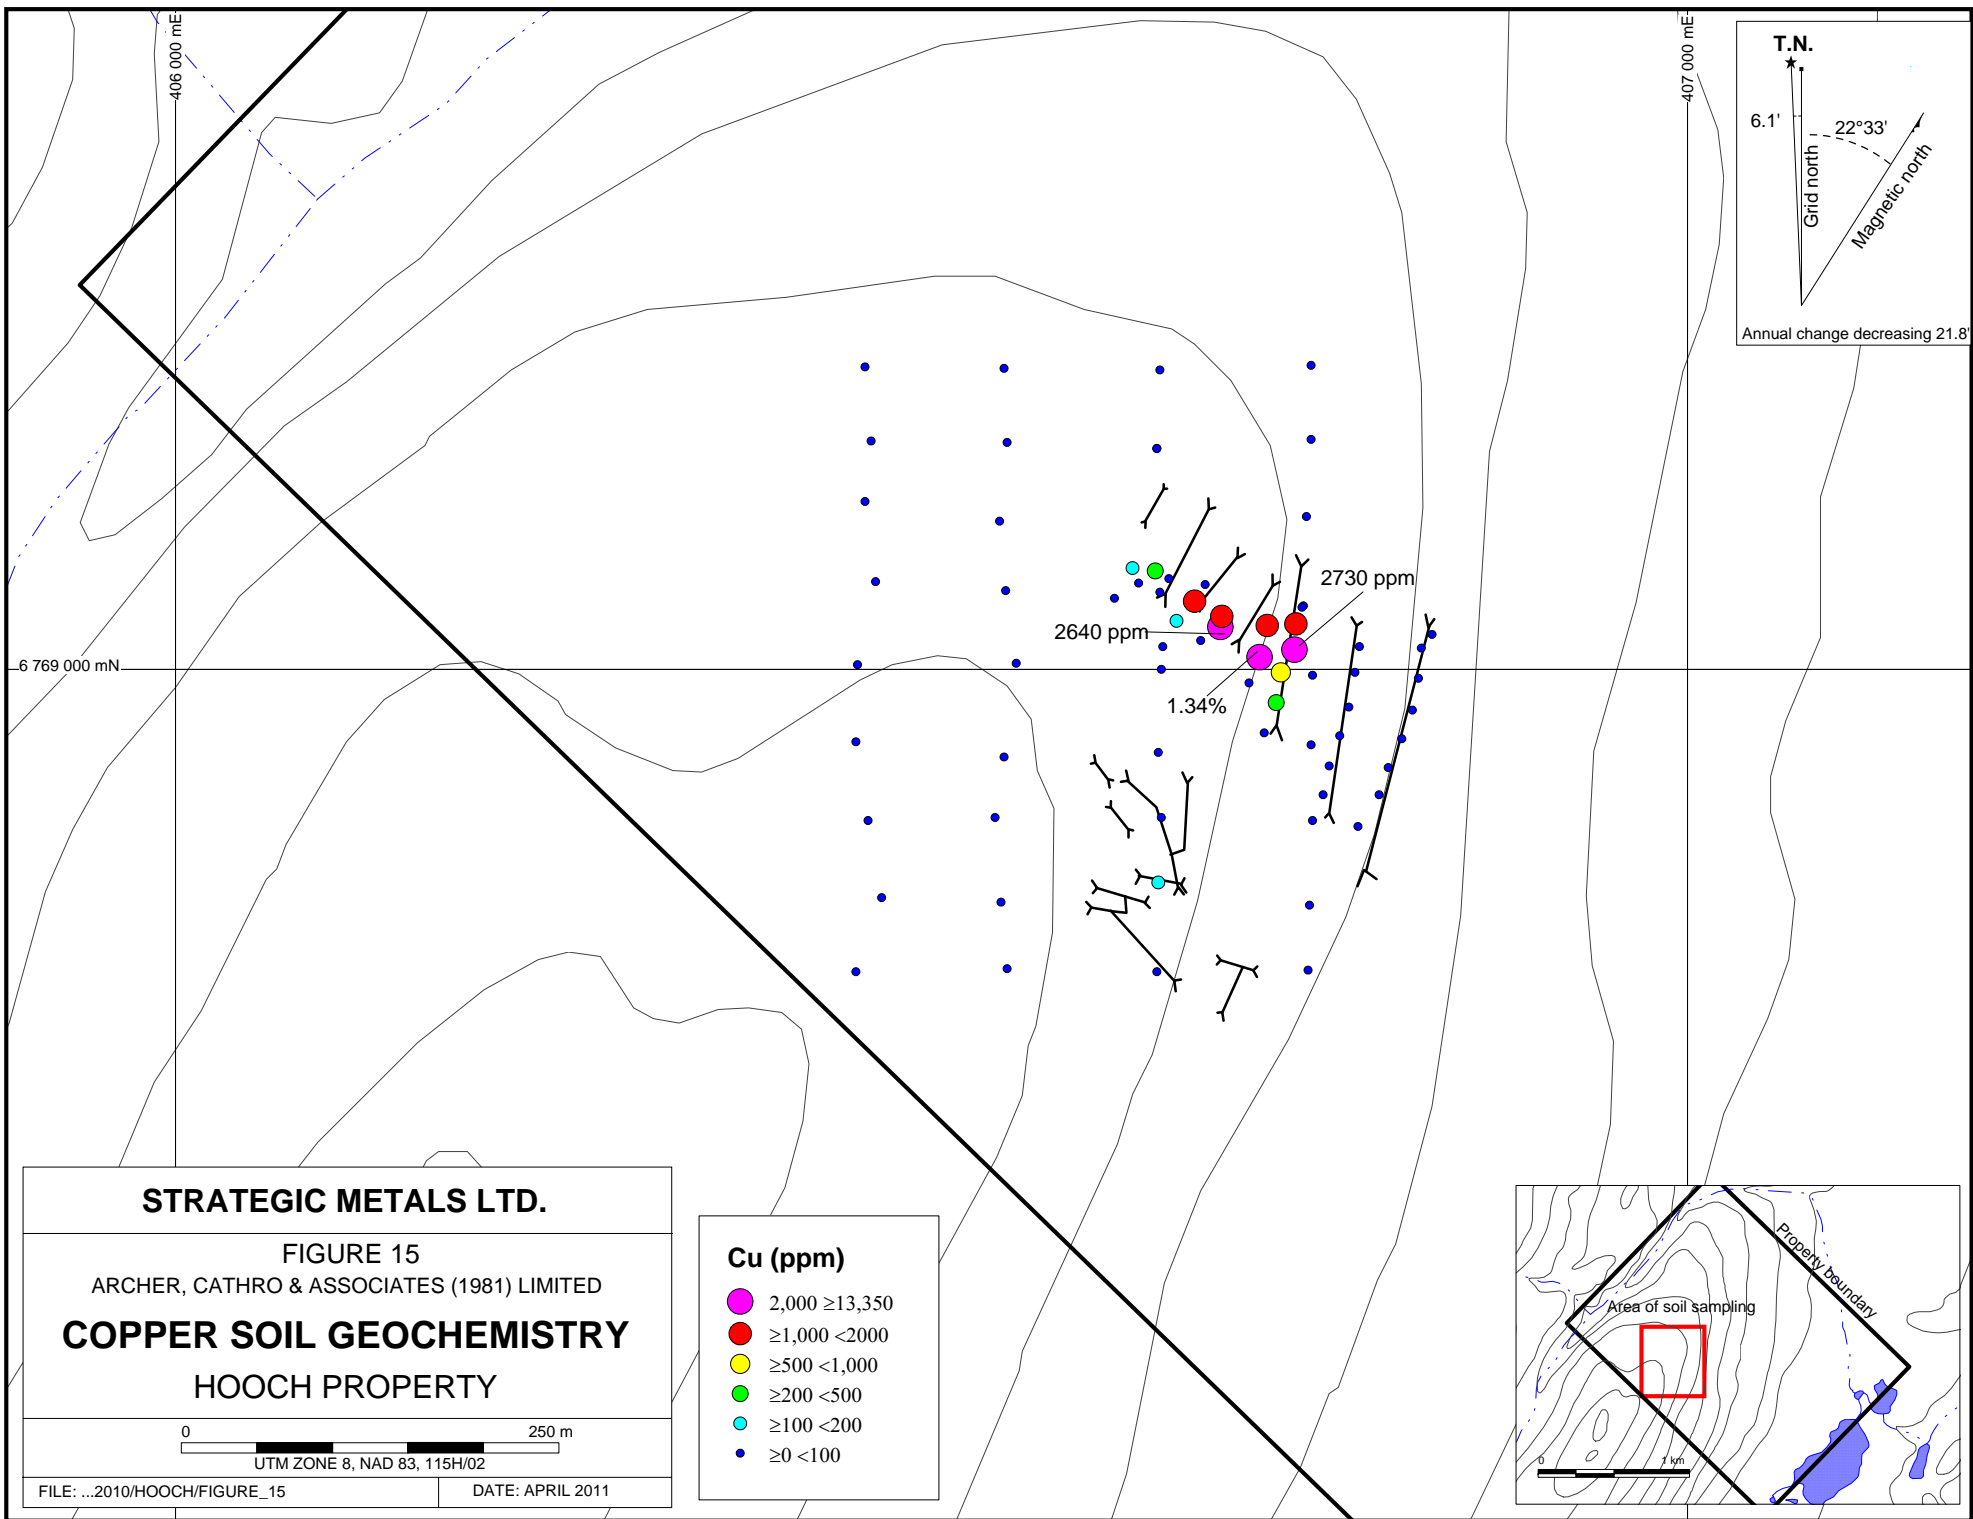 406 000 mE
407 000 mE
T.N.
6.1'
22°33'
Grid north
Magnetic north
Annual change decreasing 21.8'
2730 ppm
2640 ppm
6 769 000 mN
1.34%
STRATEGIC METALS LTD.
FIGURE 15
ARCHER, CATHRO & ASSOCIATES (1981) LIMITED
COPPER SOIL GEOCHEMISTRY
HOOCH PROPERTY
0 250 m
UTM ZONE 8, NAD 83, 115H/02
FILE: ...2010/HOOCH/FIGURE_15 DATE: APRIL 2011
Cu (ppm)
2,000 ≥13,350
≥1,000 <2000
≥500 <1,000
≥200 <500
≥100 <200
≥0 <100
Property boundary
Area of soil sampling
0 1 km